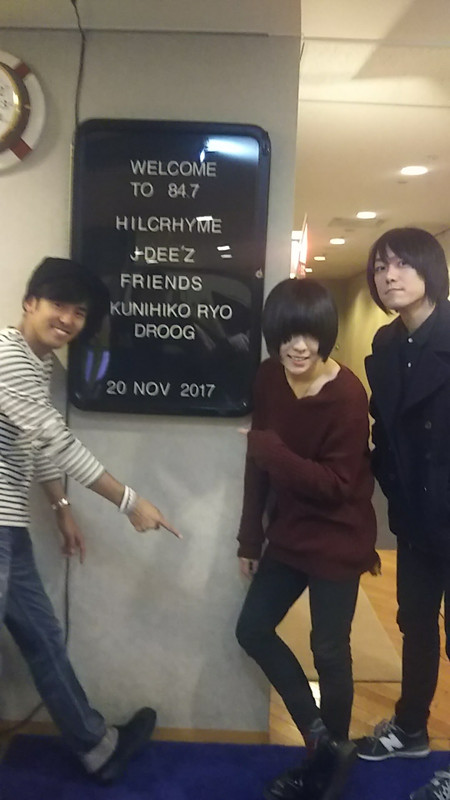 WELCOME
TO 84.7
HILCRHYME
J-DEE'Z
FRIENDS
KUNIHIKO RYO
DROOG
20 NOV 2017
N